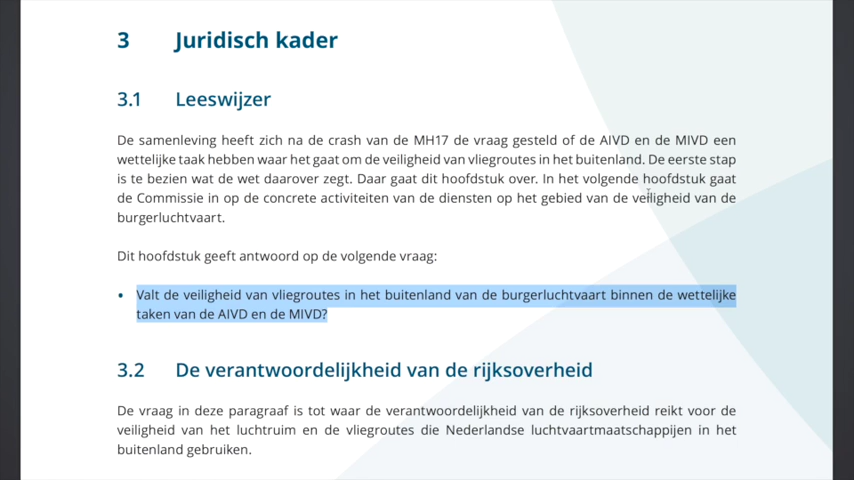 3 Juridisch kader
3.1 Leeswijzer
De samenleving heeft zich na de crash van de MH17 de vraag gesteld of de AIVD en de MIVD een
wettelijke taak hebben waar het gaat om de veiligheid van vliegroutes in het buitenland. De eerste stap
is te bezien wat de wet daarover zegt. Daar gaat dit hoofdstuk over. In het volgende hoofdstuk gaat
de Commissie in op de concrete activiteiten van de diensten op het gebied van de veiligheid van de
burgerluchtvaart.
Dit hoofdstuk geeft antwoord op de volgende vraag:
• Valt de veiligheid van vliegroutes in het buitenland van de burgerluchtvaart binnen de wettelijke
taken van de AIVD en de MIVD?
3.2 De verantwoordelijkheid van de rijksoverheid
De vraag in deze paragraaf is tot waar de verantwoordelijkheid van de rijksoverheid reikt voor de
veiligheid van het luchtruim en de vliegroutes die Nederlandse luchtvaartmaatschappijen in het
buitenland gebruiken.